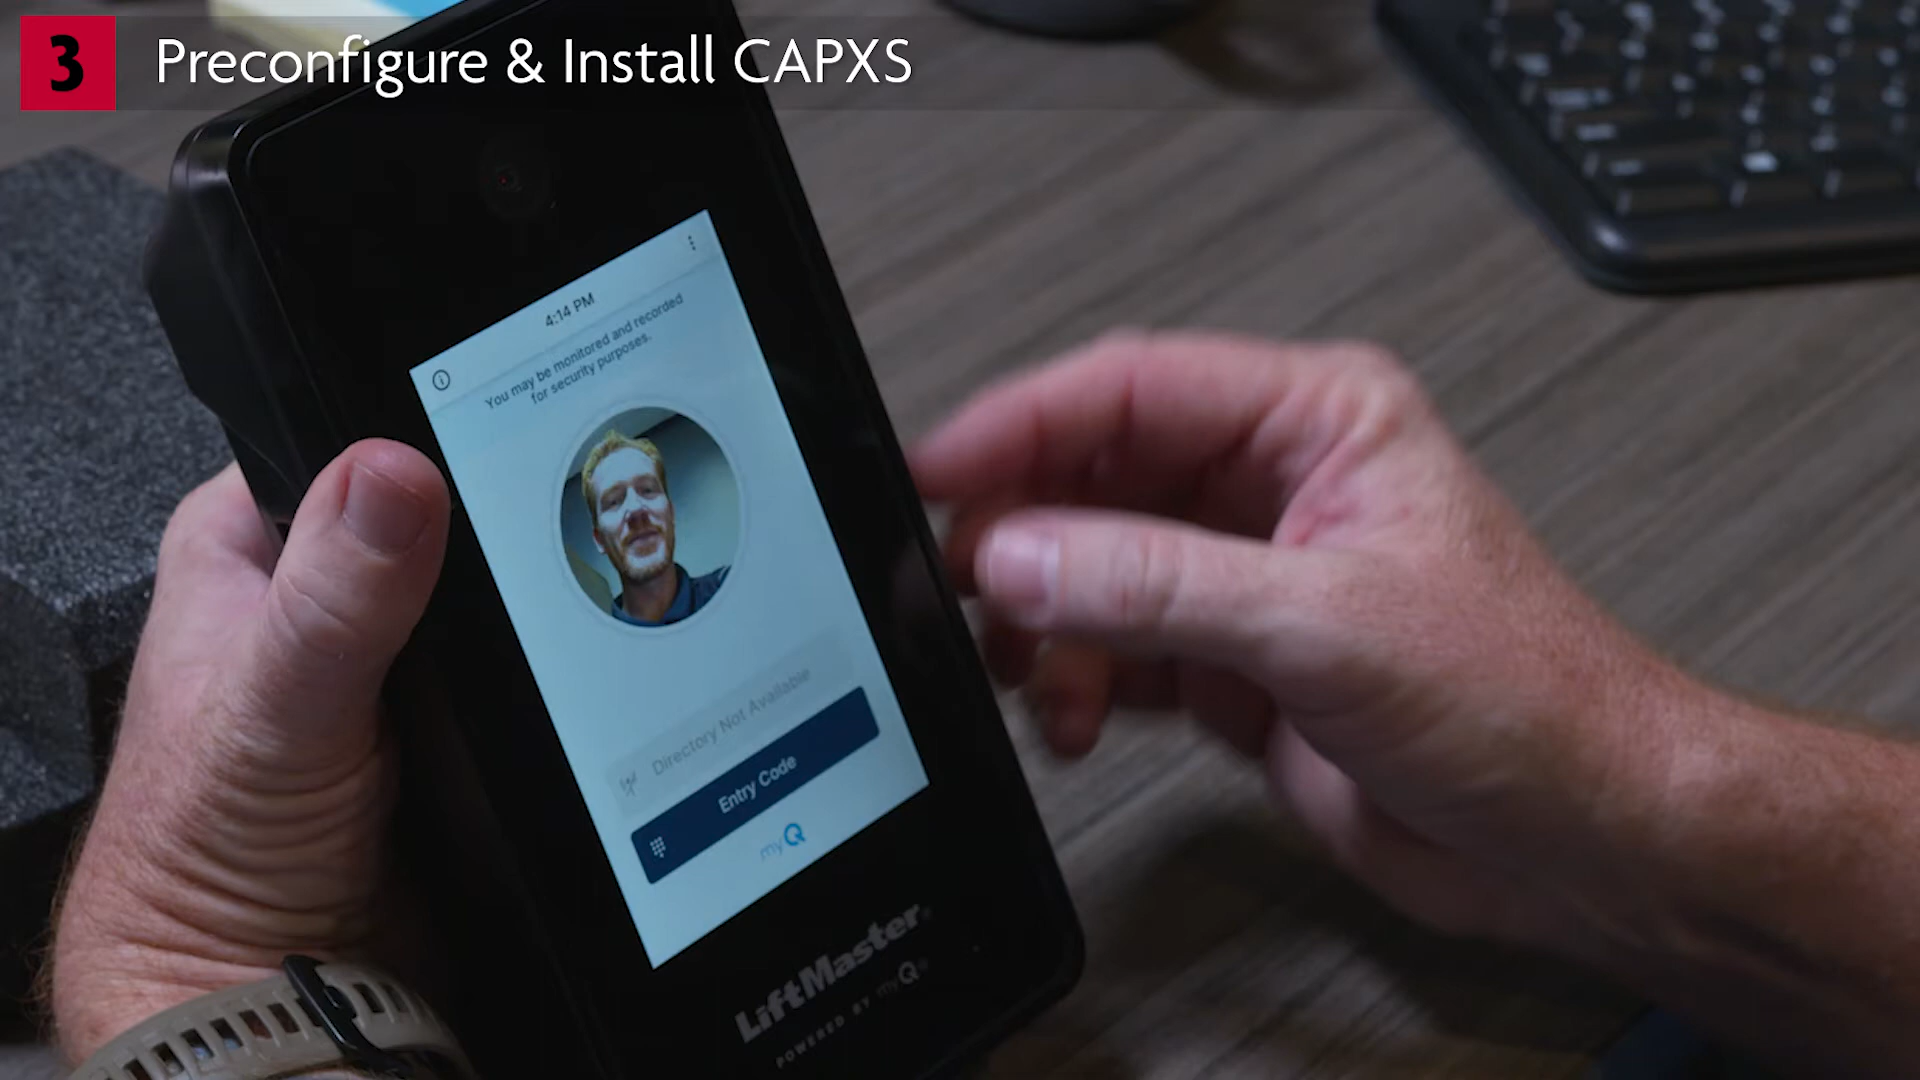 3 Preconfigure & Install CAPXS
4:14 PM
You may be monitored and recorded
for security purposes.
Directory Not Available
Entry Code
myQ
LiftMaster®
POWERED BY myQ®